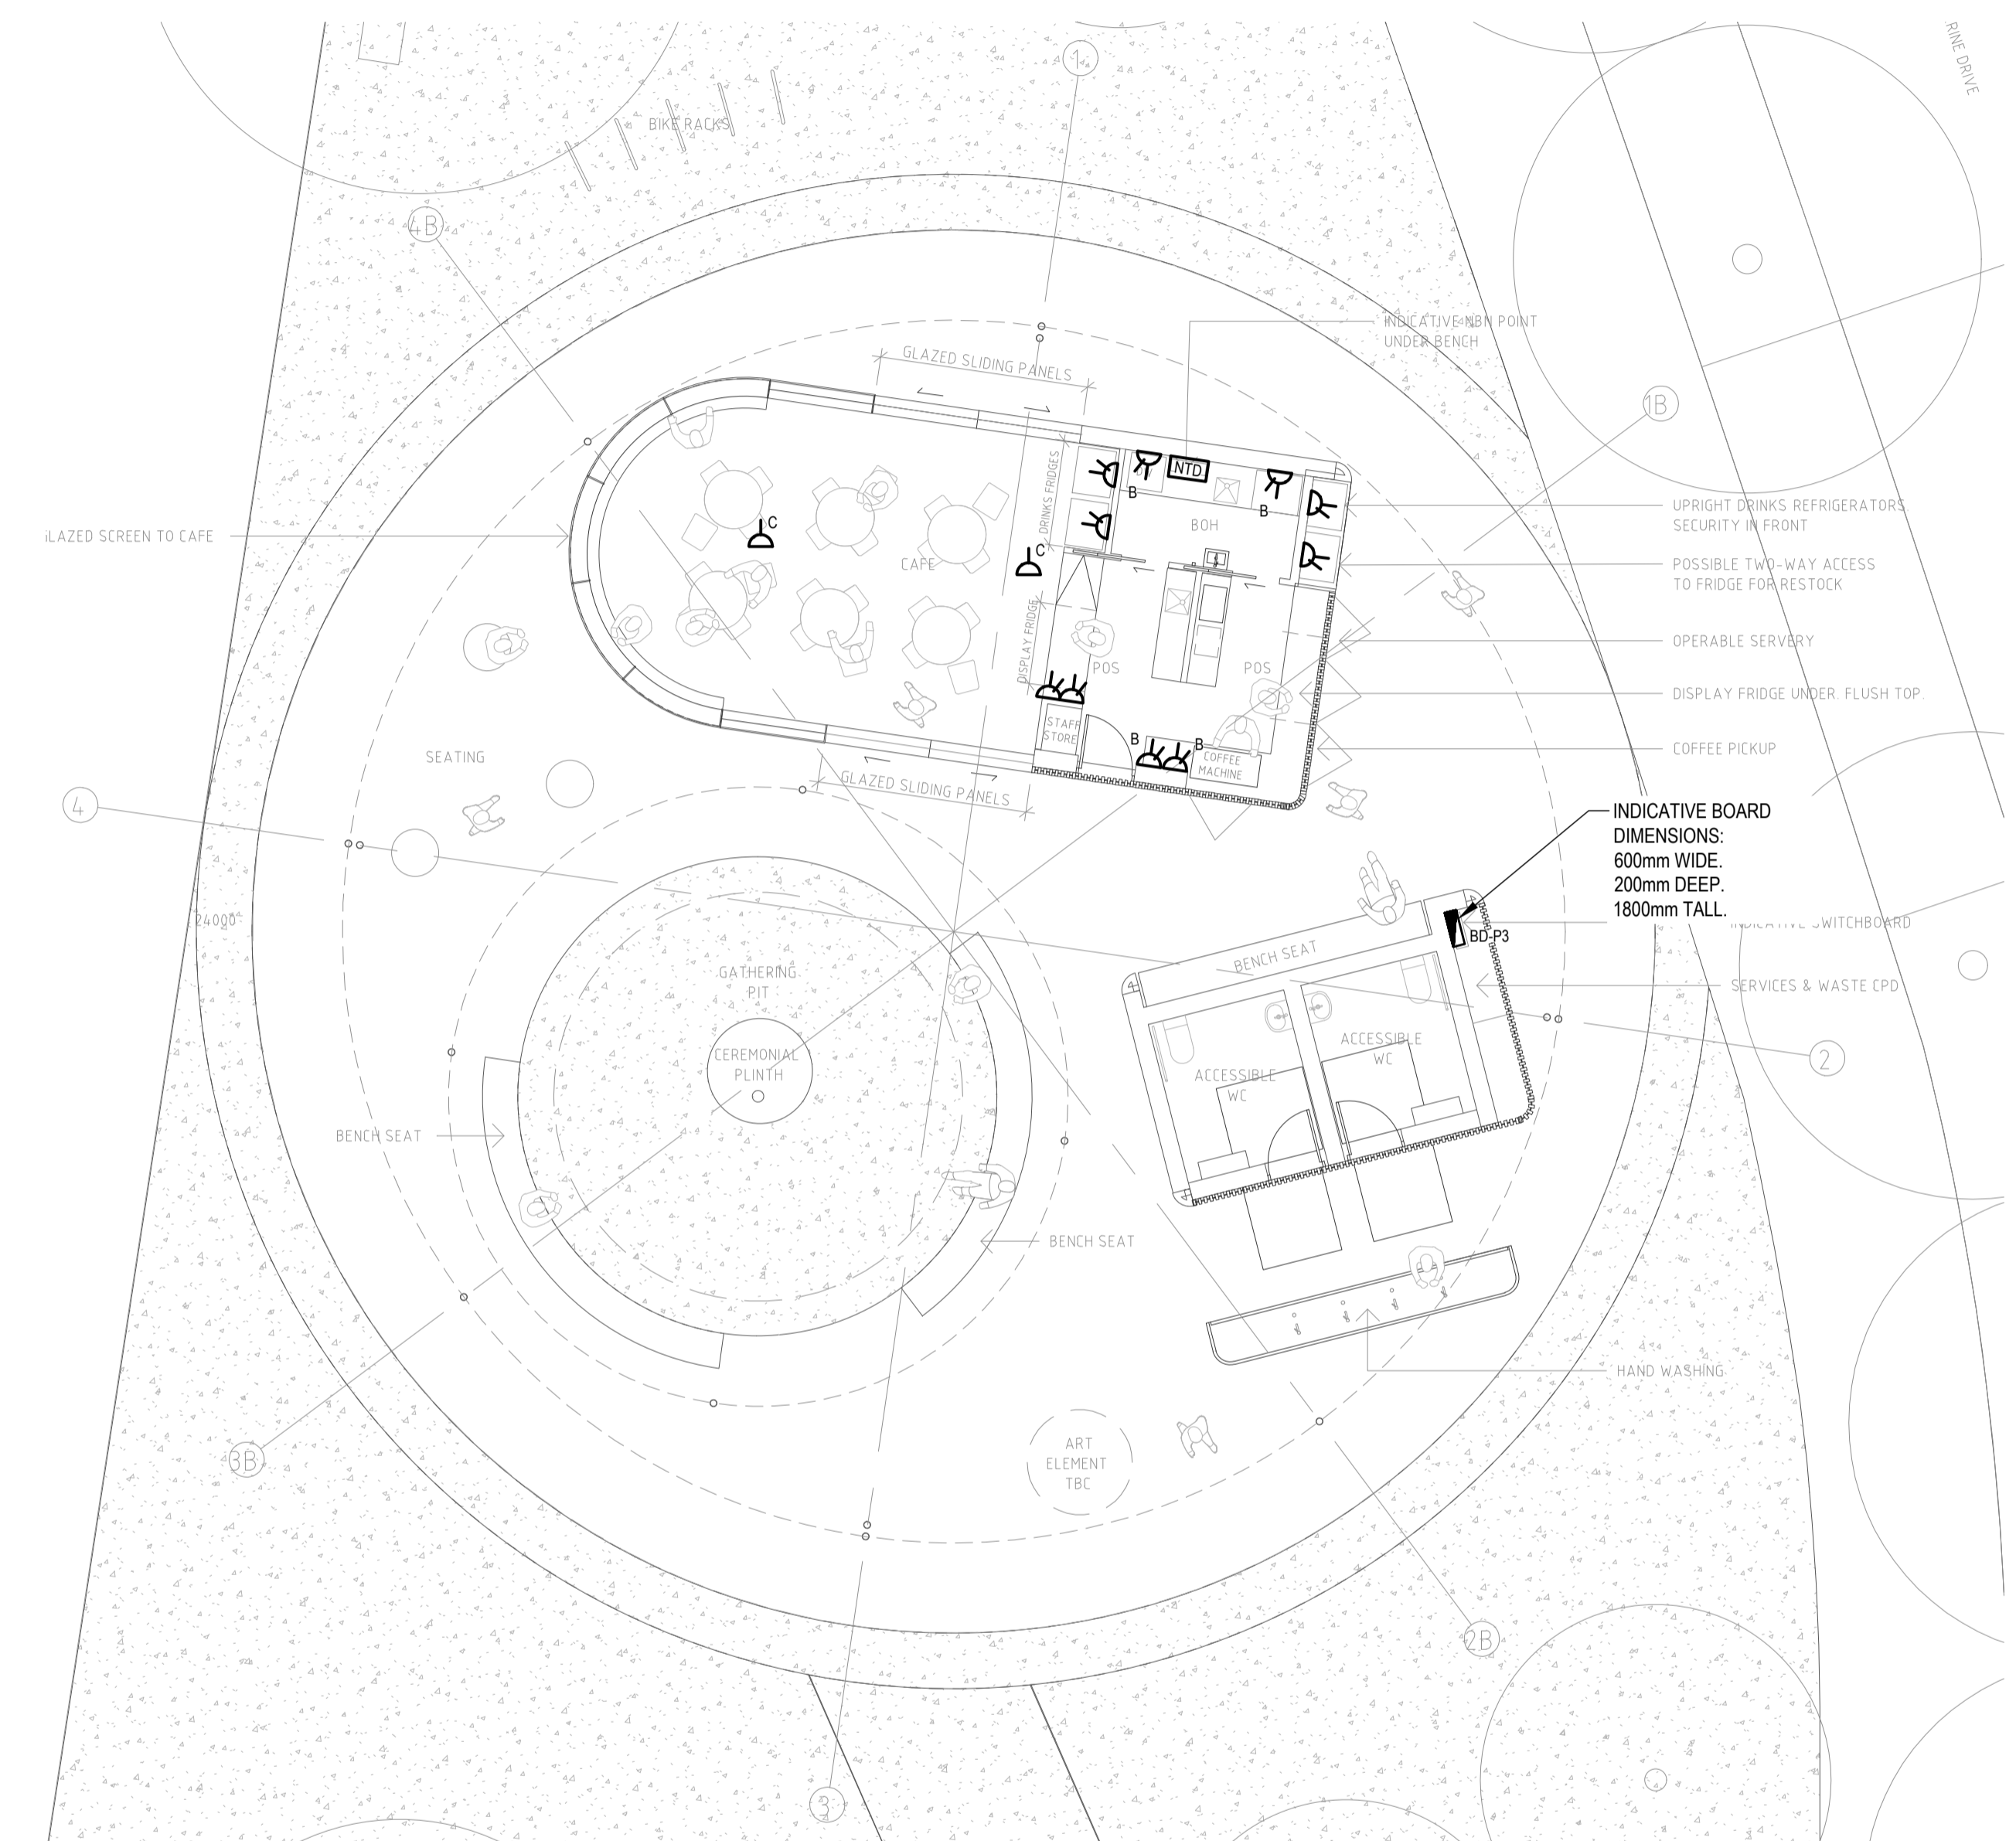 RINE DRIVE
1
BIKE RACKS
4B
INDICATIVE NBN POINT
UNDER BENCH
GLAZED SLIDING PANELS
1B
DRINKS FRIDGES
NTD
B
B
UPRIGHT DRINKS REFRIGERATORS
SECURITY IN FRONT
BOH
C
LAZED SCREEN TO CAFE
C
CAFE
POSSIBLE TWO-WAY ACCESS
TO FRIDGE FOR RESTOCK
DISPLAY FRIDGE
OPERABLE SERVERY
POS
POS
DISPLAY FRIDGE UNDER. FLUSH TOP.
STAFF
STORE
B
B
COFFEE
MACHINE
COFFEE PICKUP
SEATING
GLAZED SLIDING PANELS
4
INDICATIVE BOARD
DIMENSIONS:
600mm WIDE.
200mm DEEP.
1800mm TALL.
24000
INDICATIVE SWITCHBOARD
BD-P3
BENCH SEAT
GATHERING
PIT
SERVICES & WASTE CPD
ACCESSIBLE
WC
CEREMONIAL
PLINTH
2
ACCESSIBLE
WC
BENCH SEAT
BENCH SEAT
HAND WASHING
3B
ART
ELEMENT
TBC
2B
3